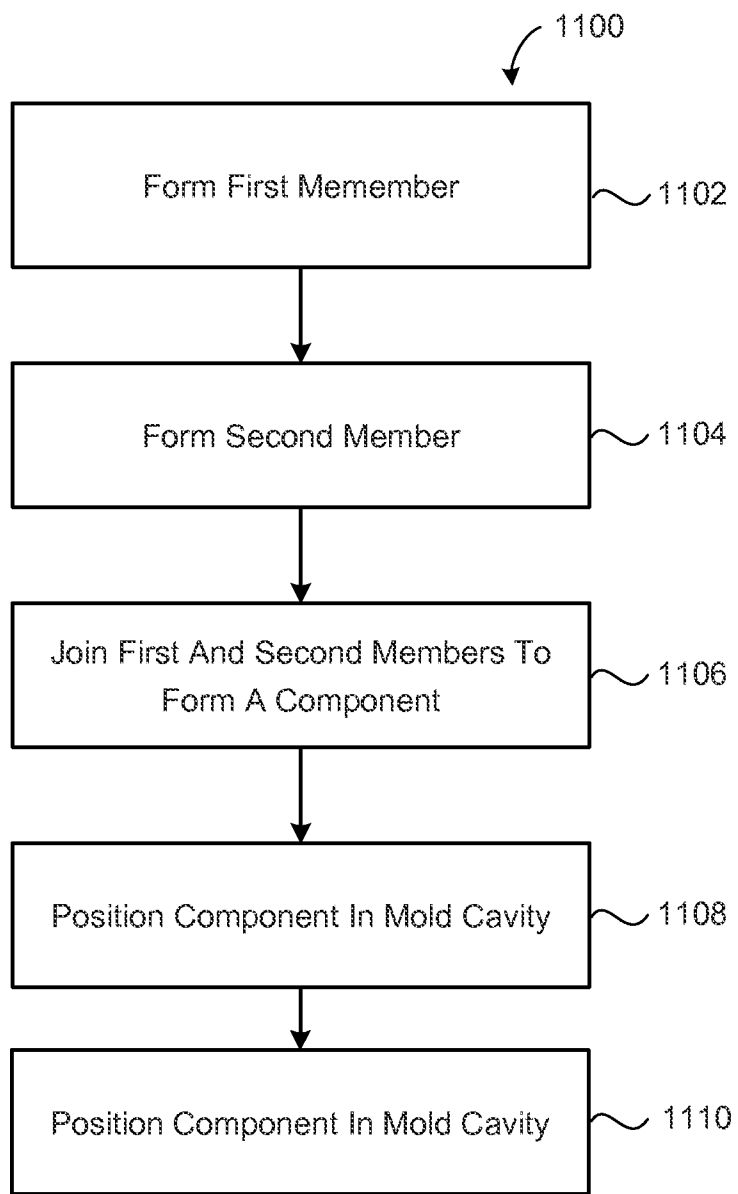 1100
Form First Memember
1102
Form Second Member
1104
Join First And Second Members To
Form A Component
1106
Position Component In Mold Cavity
1108
Position Component In Mold Cavity
1110